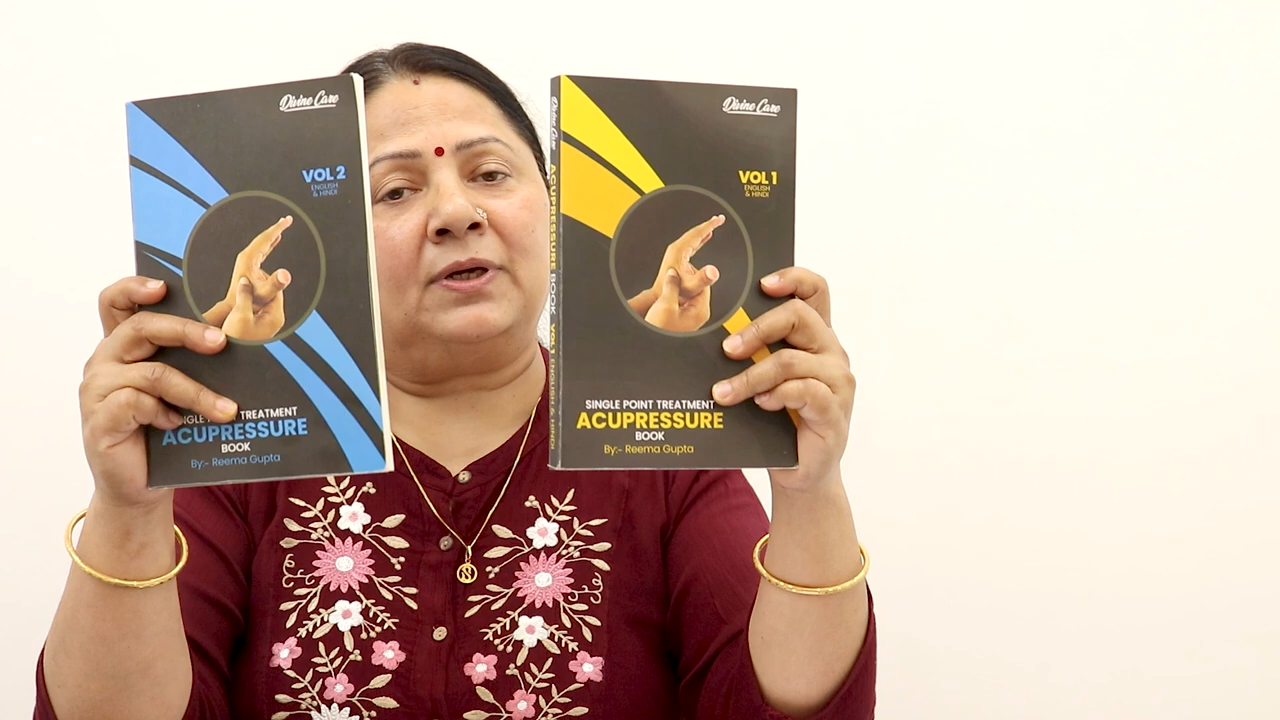 Divine Care
VOL 2
ENGLISH
& HINDI
SINGLE POINT TREATMENT
ACUPRESSURE
BOOK
By:- Reema Gupta
Divine Care ACUPRESSURE BOOK VOL 1 ENGLISH & HINDI
Divine Care
VOL 1
ENGLISH
& HINDI
SINGLE POINT TREATMENT
ACUPRESSURE
BOOK
By:- Reema Gupta